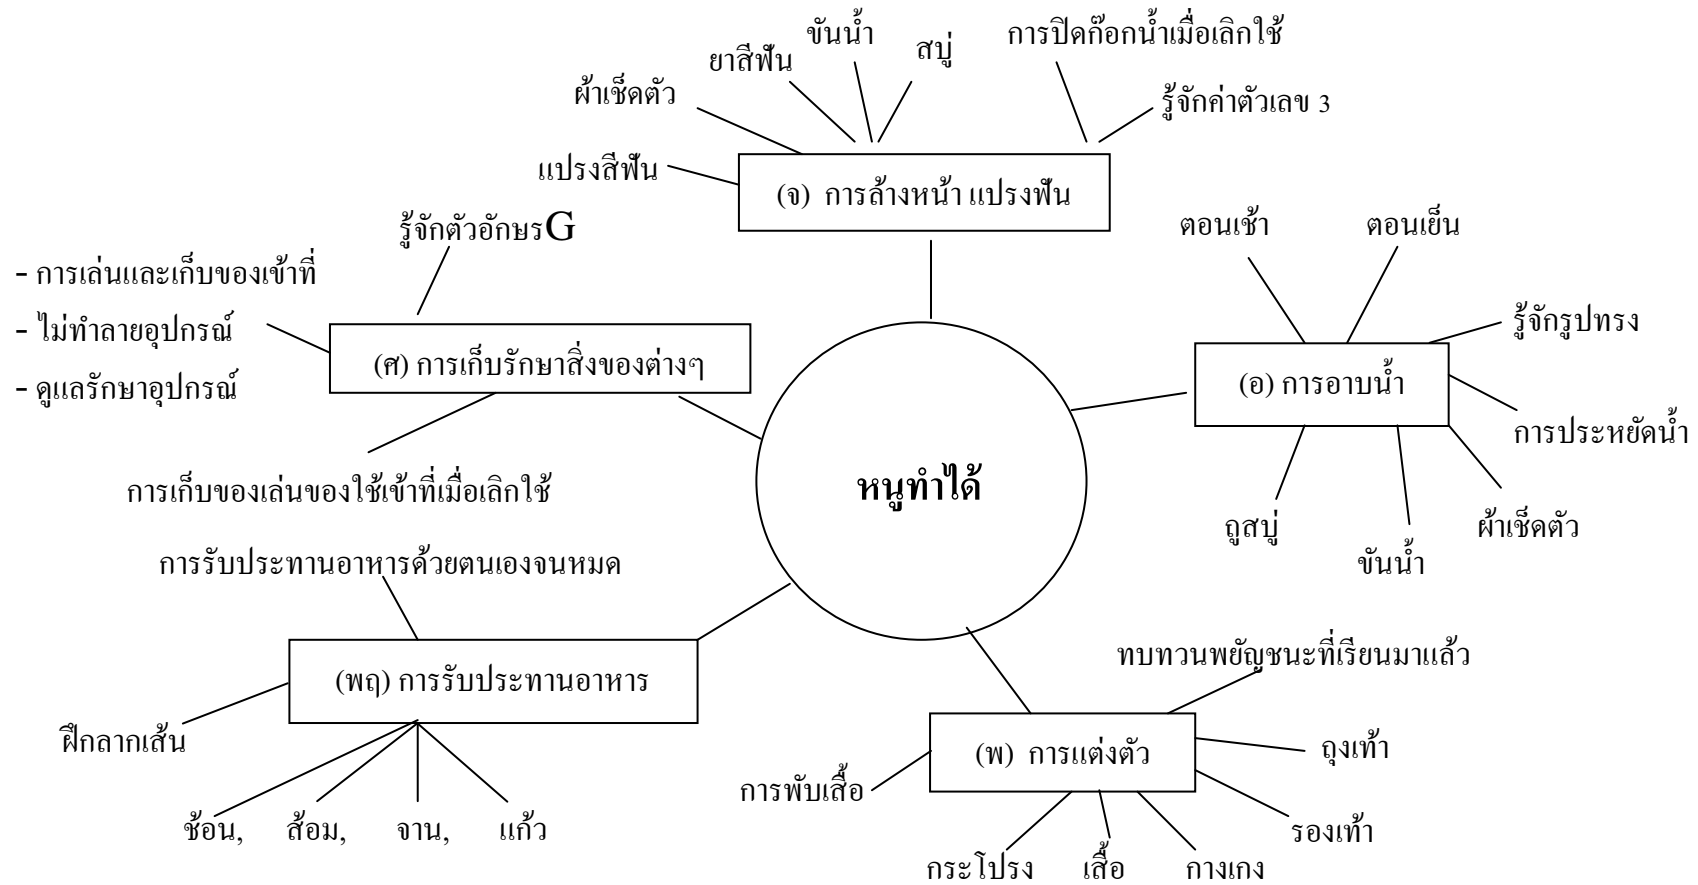 ขันน้ำ
สบู่
การปิดก๊อกน้ำเมื่อเลิกใช้
ยาสีฟัน
ผ้าเช็ดตัว
รู้จักค่าตัวเลข 3
แปรงสีฟัน
(จ) การล้างหน้า แปรงฟัน
รู้จักตัวอักษรG
ตอนเช้า
ตอนเย็น
- การเล่นและเก็บของเข้าที่
- ไม่ทำลายอุปกรณ์
- ดูแลรักษาอุปกรณ์
(ศ) การเก็บรักษาสิ่งของต่างๆ
รู้จักรูปทรง
(อ) การอาบน้ำ
การประหยัดน้ำ
หนูทำได้
การเก็บของเล่นของใช้เข้าที่เมื่อเลิกใช้
ถูสบู่
ขันน้ำ
ผ้าเช็ดตัว
การรับประทานอาหารด้วยตนเองจนหมด
(พฤ) การรับประทานอาหาร
ฝึกลากเส้น
ช้อน, ส้อม, จาน, แก้ว
ทบทวนพยัญชนะที่เรียนมาแล้ว
(พ) การแต่งตัว
ถุงเท้า
การพับเสื้อ
รองเท้า
กระโปรง
เสื้อ
กางเกง